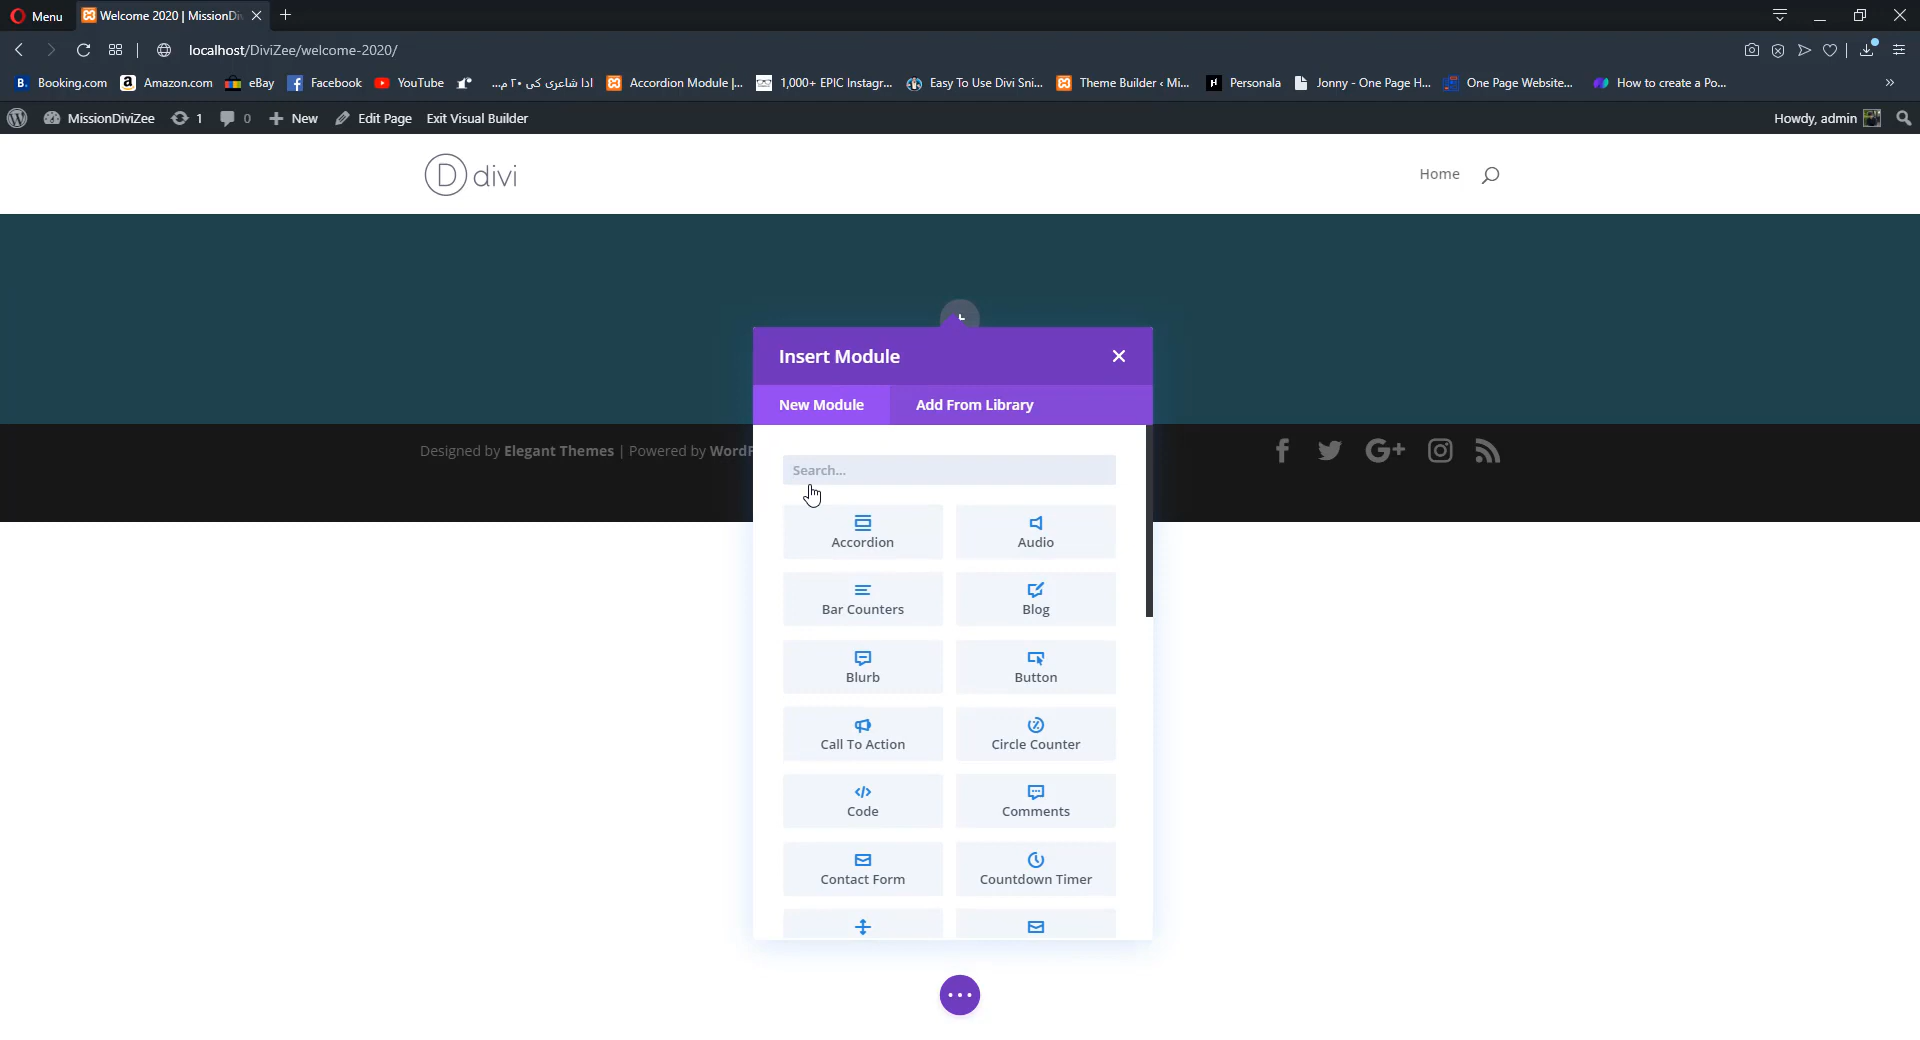 Menu
Welcome 2020 | MissionDi
localhost/DiviZee/welcome-2020/
Booking.com
Amazon.com
eBay
Facebook
YouTube
ادا شاعری کی ۲۰ م...
Accordion Module |...
1,000+ EPIC Instagr...
Easy To Use Divi Sni...
Theme Builder ‹ Mi...
Personala
Jonny - One Page H...
One Page Website...
How to create a Po...
MissionDiviZee
1
0
New
Edit Page
Exit Visual Builder
Howdy, admin
D divi
Home
Insert Module
New Module
Add From Library
Designed by Elegant Themes | Powered by
Search...
Accordion
Audio
Bar Counters
Blog
Blurb
Button
Call To Action
Circle Counter
Code
Comments
Contact Form
Countdown Timer